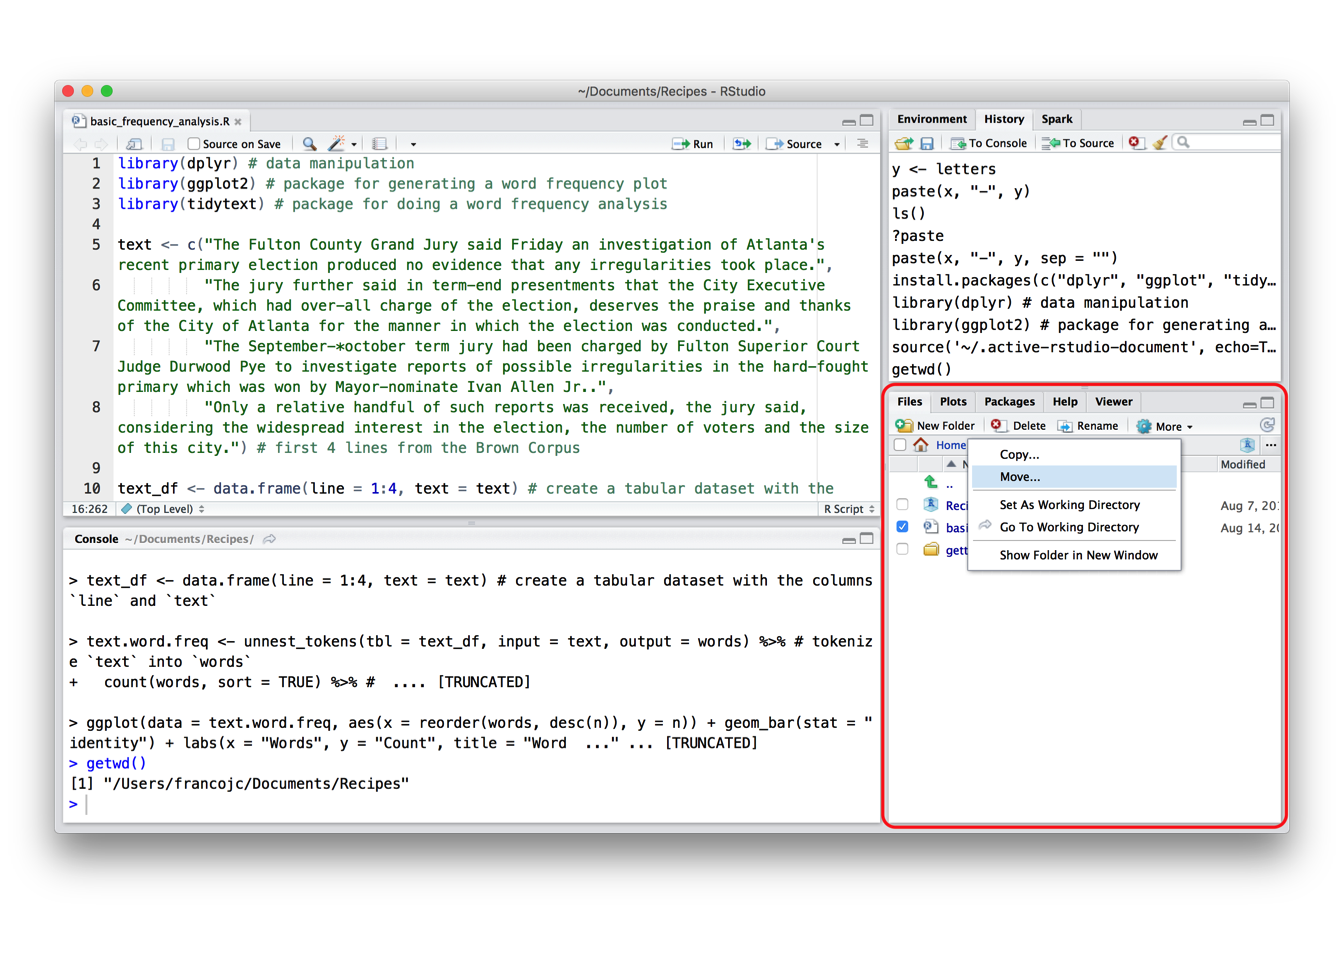 ~/Documents/Recipes - RStudio
basic_frequency_analysis.R
Source on Save
Run
Source
1 library(dplyr) # data manipulation
2 library(ggplot2) # package for generating a word frequency plot
3 library(tidytext) # package for doing a word frequency analysis
4
5 text <- c("The Fulton County Grand Jury said Friday an investigation of Atlanta's
recent primary election produced no evidence that any irregularities took place.",
6 "The jury further said in term-end presentments that the City Executive
Committee, which had over-all charge of the election, deserves the praise and thanks
of the City of Atlanta for the manner in which the election was conducted.",
7 "The September-*october term jury had been charged by Fulton Superior Court
Judge Durwood Pye to investigate reports of possible irregularities in the hard-fought
primary which was won by Mayor-nominate Ivan Allen Jr..",
8 "Only a relative handful of such reports was received, the jury said,
considering the widespread interest in the election, the number of voters and the size
of this city.") # first 4 lines from the Brown Corpus
9
10 text_df <- data.frame(line = 1:4, text = text) # create a tabular dataset with the
16:262 (Top Level) R Script
Console ~/Documents/Recipes/
> text_df <- data.frame(line = 1:4, text = text) # create a tabular dataset with the columns
`line` and `text`
> text.word.freq <- unnest_tokens(tbl = text_df, input = text, output = words) %>% # tokeniz
e `text` into `words`
+ count(words, sort = TRUE) %>% # .... [TRUNCATED]
> ggplot(data = text.word.freq, aes(x = reorder(words, desc(n)), y = n)) + geom_bar(stat = "
identity") + labs(x = "Words", y = "Count", title = "Word ..." ... [TRUNCATED]
> getwd()
[1] "/Users/francojc/Documents/Recipes"
>
Environment History Spark
To Console To Source
y <- letters
paste(x, "-", y)
ls()
?paste
paste(x, "-", y, sep = "")
install.packages(c("dplyr", "ggplot", "tidy…
library(dplyr) # data manipulation
library(ggplot2) # package for generating a…
source('~/.active-rstudio-document', echo=T…
getwd()
Files Plots Packages Help Viewer
New Folder Delete Rename More
Home ...
N Modified
..
Reci Aug 7, 20
basi Aug 14, 2
gett
Copy...
Move...
Set As Working Directory
Go To Working Directory
Show Folder in New Window